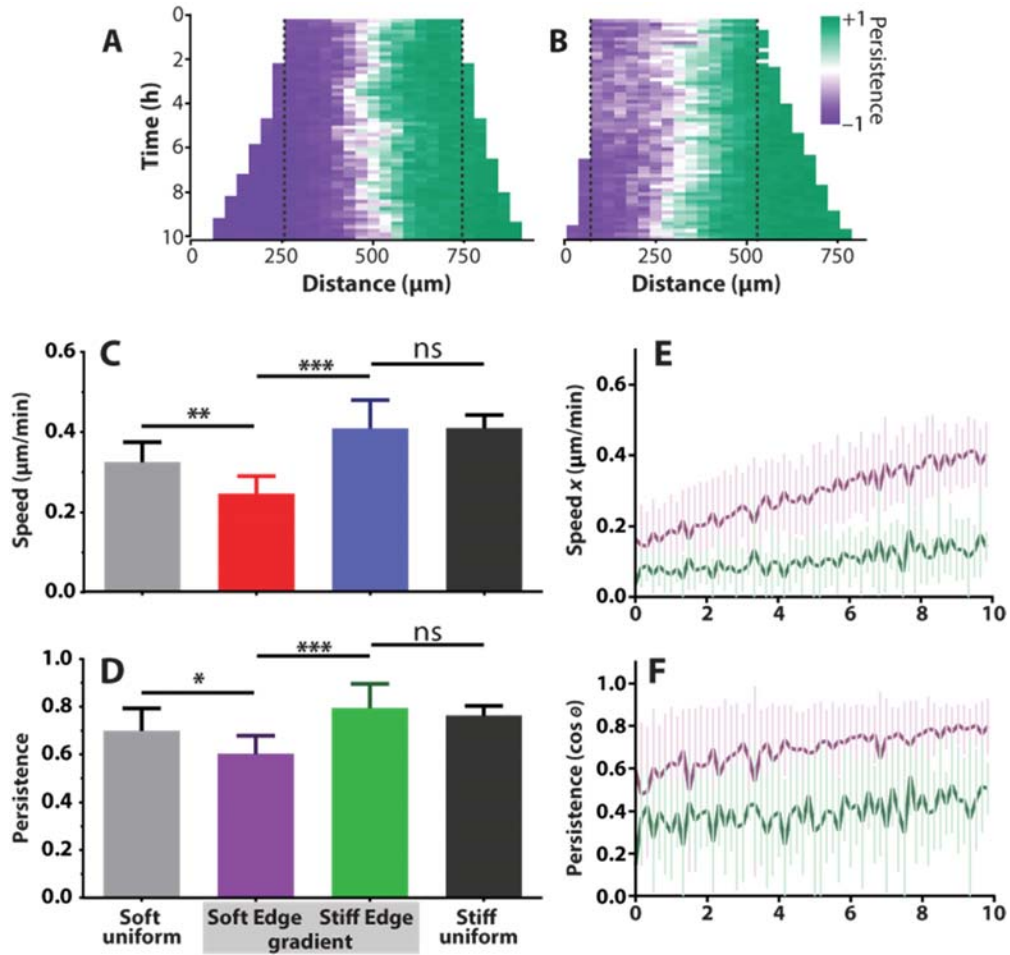 A
B
+1
Persistence
−1
Time (h)
0
2
4
6
8
10
0
250
500
750
Distance (µm)
0
250
500
750
Distance (µm)
C
Speed (µm/min)
0.6
0.4
0.2
0.0
**
***
ns
E
Speed x (µm/min)
0.6
0.4
0.2
0.0
0
2
4
6
8
10
D
Persistence
1.0
0.8
0.6
0.4
0.2
0.0
*
***
ns
Soft
uniform
Soft Edge
Stiff Edge
gradient
Stiff
uniform
F
Persistence (cos θ)
1.0
0.8
0.6
0.4
0.2
0.0
0
2
4
6
8
10